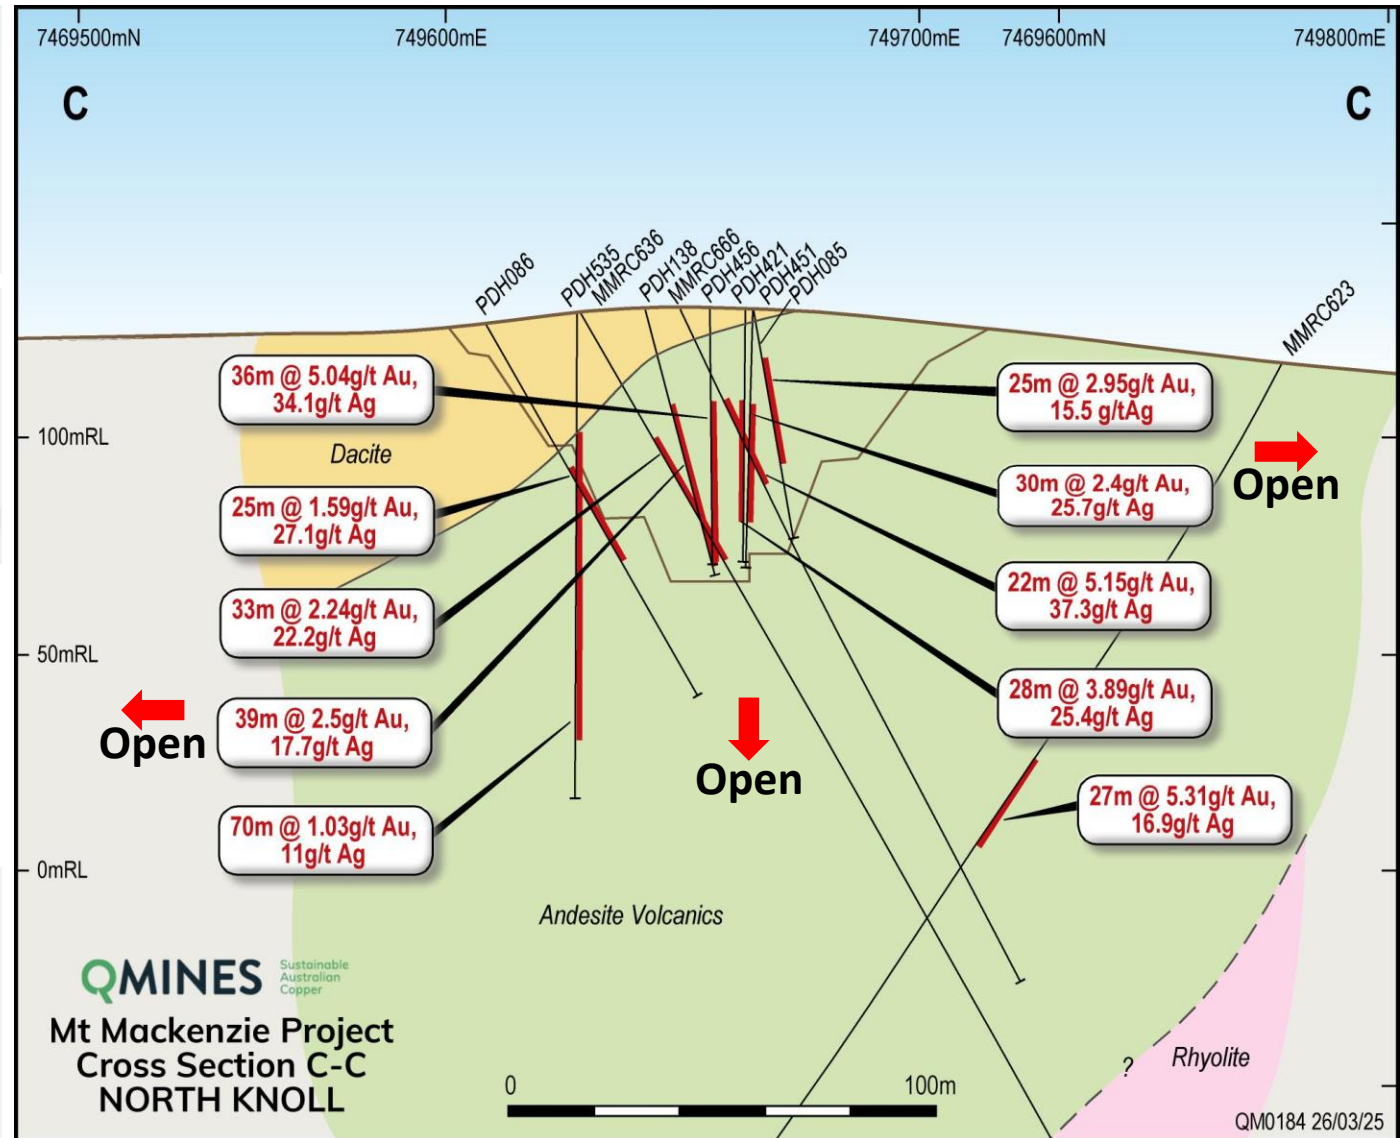 7469500mN 749600mE 749700mE 7469600mN 749800mE
C C
PDH086
PDH535
MMRC636
PDH138
MMRC666
PDH456
PDH421
PDH451
PDH085
MMRC623
36m @ 5.04g/t Au,
34.1g/t Ag
25m @ 2.95g/t Au,
15.5 g/tAg
100mRL
Dacite
Open
30m @ 2.4g/t Au,
25.7g/t Ag
25m @ 1.59g/t Au,
27.1g/t Ag
22m @ 5.15g/t Au,
37.3g/t Ag
33m @ 2.24g/t Au,
22.2g/t Ag
50mRL
28m @ 3.89g/t Au,
25.4g/t Ag
Open
39m @ 2.5g/t Au,
17.7g/t Ag
Open
27m @ 5.31g/t Au,
16.9g/t Ag
70m @ 1.03g/t Au,
11g/t Ag
0mRL
Andesite Volcanics
QMINES
Sustainable
Australian
Copper
Mt Mackenzie Project
Cross Section C-C
NORTH KNOLL
0 100m
? Rhyolite
QM0184 26/03/25